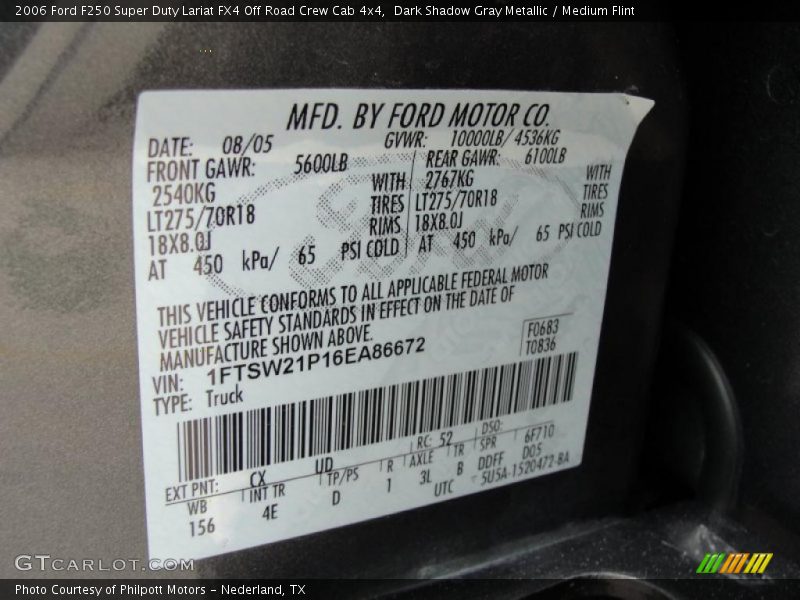 2006 Ford F250 Super Duty Lariat FX4 Off Road Crew Cab 4x4, Dark Shadow Gray Metallic / Medium Flint
MFD. BY FORD MOTOR CO.
DATE: 08/05 GVWR: 10000LB/ 4536KG
FRONT GAWR: 5600LB REAR GAWR: 6100LB
2540KG WITH 2767KG WITH
LT275/70R18 TIRES LT275/70R18 TIRES
18X8.0J RIMS 18X8.0J RIMS
AT 450 kPa/ 65 PSI COLD AT 450 kPa/ 65 PSI COLD
THIS VEHICLE CONFORMS TO ALL APPLICABLE FEDERAL MOTOR
VEHICLE SAFETY STANDARDS IN EFFECT ON THE DATE OF
MANUFACTURE SHOWN ABOVE.
F0683
VIN: 1FTSW21P16EA86672 T0836
TYPE: Truck
EXT PNT: CX UD RC: 52 DSO:
WB INT TR TP/PS R AXLE TR SPR 6F710
156 4E D 1 3L B DDFF D05
UTC 5U5A-1520472-BA
GTCARLOT.COM
Photo Courtesy of Philpott Motors - Nederland, TX